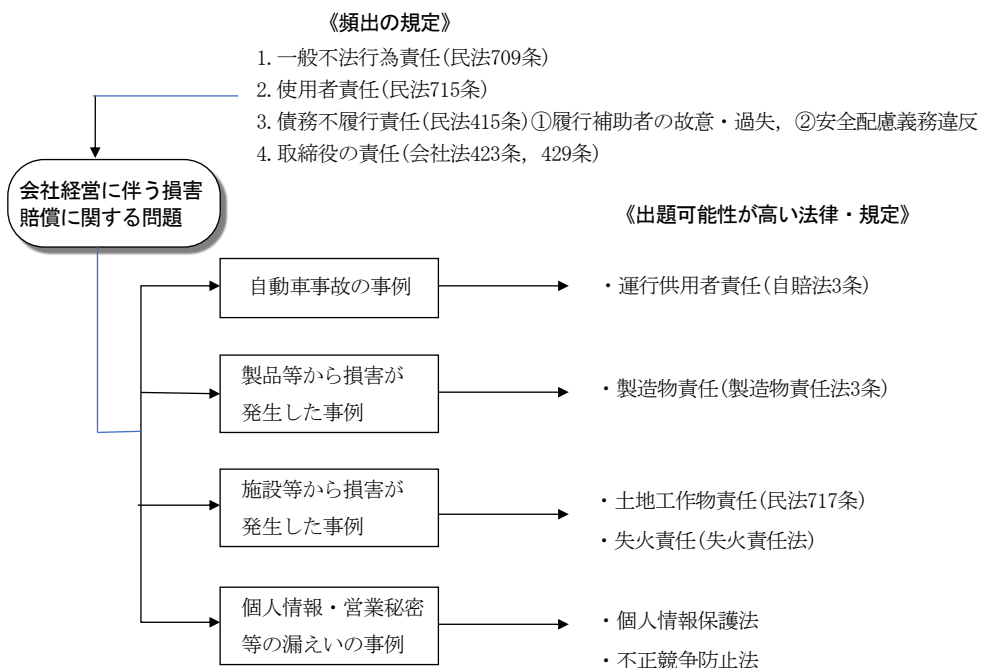 《頻出の規定》
1. 一般不法行為責任(民法709条)
2. 使用者責任(民法715条)
3. 債務不履行責任(民法415条)①履行補助者の故意・過失，②安全配慮義務違反
4. 取締役の責任(会社法423条，429条)
会社経営に伴う損害
賠償に関する問題
《出題可能性が高い法律・規定》
自動車事故の事例
・運行供用者責任(自賠法3条)
製品等から損害が
発生した事例
・製造物責任(製造物責任法3条)
施設等から損害が
発生した事例
・土地工作物責任(民法717条)
・失火責任(失火責任法)
個人情報・営業秘密
等の漏えいの事例
・個人情報保護法
・不正競争防止法